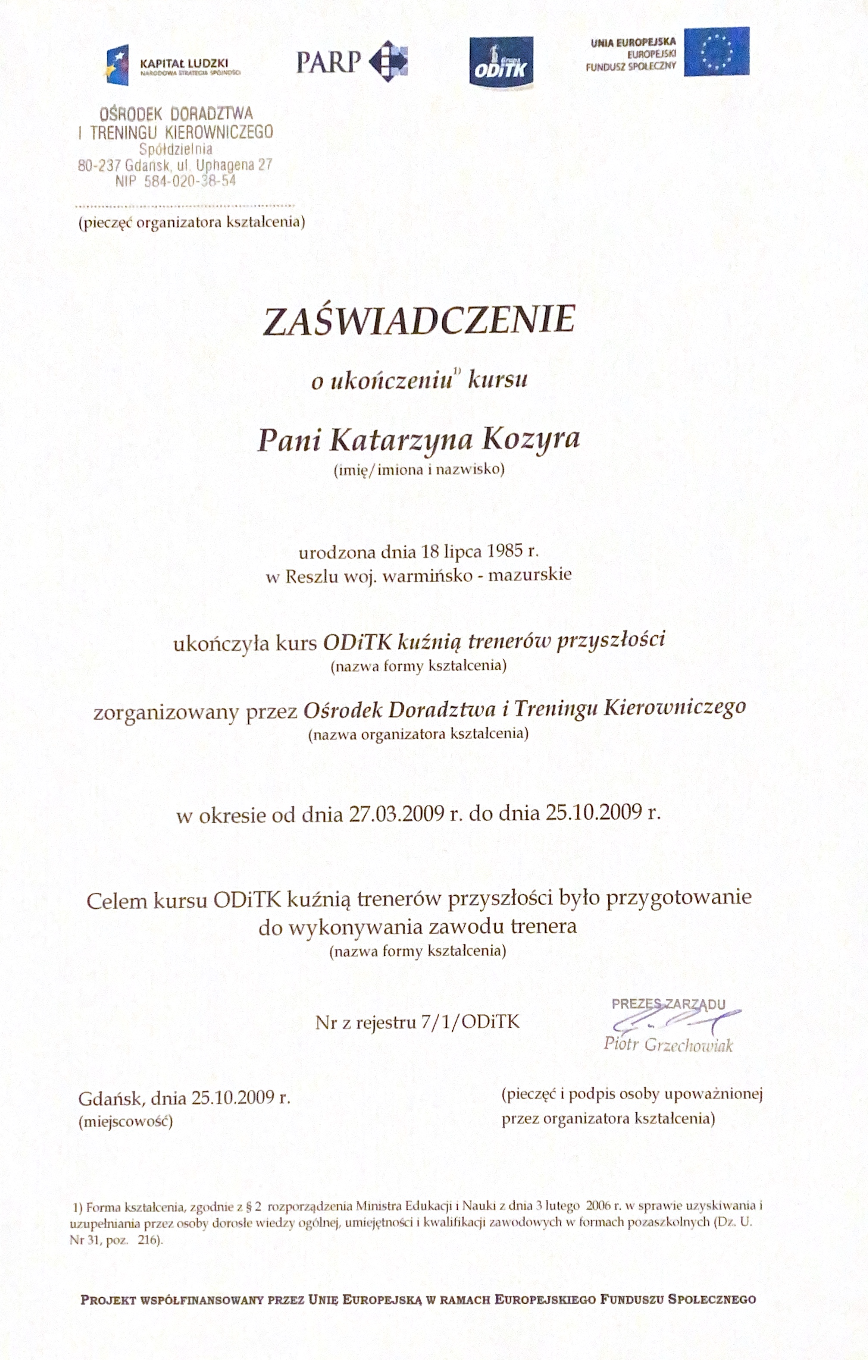 KAPITAŁ LUDZKI
NARODOWA STRATEGIA SPÓJNOŚCI
PARP
Grupa
ODiTK
UNIA EUROPEJSKA
EUROPEJSKI
FUNDUSZ SPOŁECZNY
OŚRODEK DORADZTWA
I TRENINGU KIEROWNICZEGO
Spółdzielnia
80-237 Gdańsk, ul. Uphagena 27
NIP 584-020-38-54
(pieczęć organizatora kształcenia)
ZAŚWIADCZENIE
o ukończeniu¹⁾ kursu
Pani Katarzyna Kozyra
(imię/imiona i nazwisko)
urodzona dnia 18 lipca 1985 r.
w Reszlu woj. warmińsko - mazurskie
ukończyła kurs ODiTK kuźnią trenerów przyszłości
(nazwa formy kształcenia)
zorganizowany przez Ośrodek Doradztwa i Treningu Kierowniczego
(nazwa organizatora kształcenia)
w okresie od dnia 27.03.2009 r. do dnia 25.10.2009 r.
Celem kursu ODiTK kuźnią trenerów przyszłości było przygotowanie
do wykonywania zawodu trenera
(nazwa formy kształcenia)
Nr z rejestru 7/1/ODiTK
PREZES ZARZĄDU
Piotr Grzechowiak
Gdańsk, dnia 25.10.2009 r.
(miejscowość)
(pieczęć i podpis osoby upoważnionej
przez organizatora kształcenia)
1) Forma kształcenia, zgodnie z § 2 rozporządzenia Ministra Edukacji i Nauki z dnia 3 lutego 2006 r. w sprawie uzyskiwania i
uzupełniania przez osoby dorosłe wiedzy ogólnej, umiejętności i kwalifikacji zawodowych w formach pozaszkolnych (Dz. U.
Nr 31, poz. 216).
PROJEKT WSPÓŁFINANSOWANY PRZEZ UNIĘ EUROPEJSKĄ W RAMACH EUROPEJSKIEGO FUNDUSZU SPOŁECZNEGO